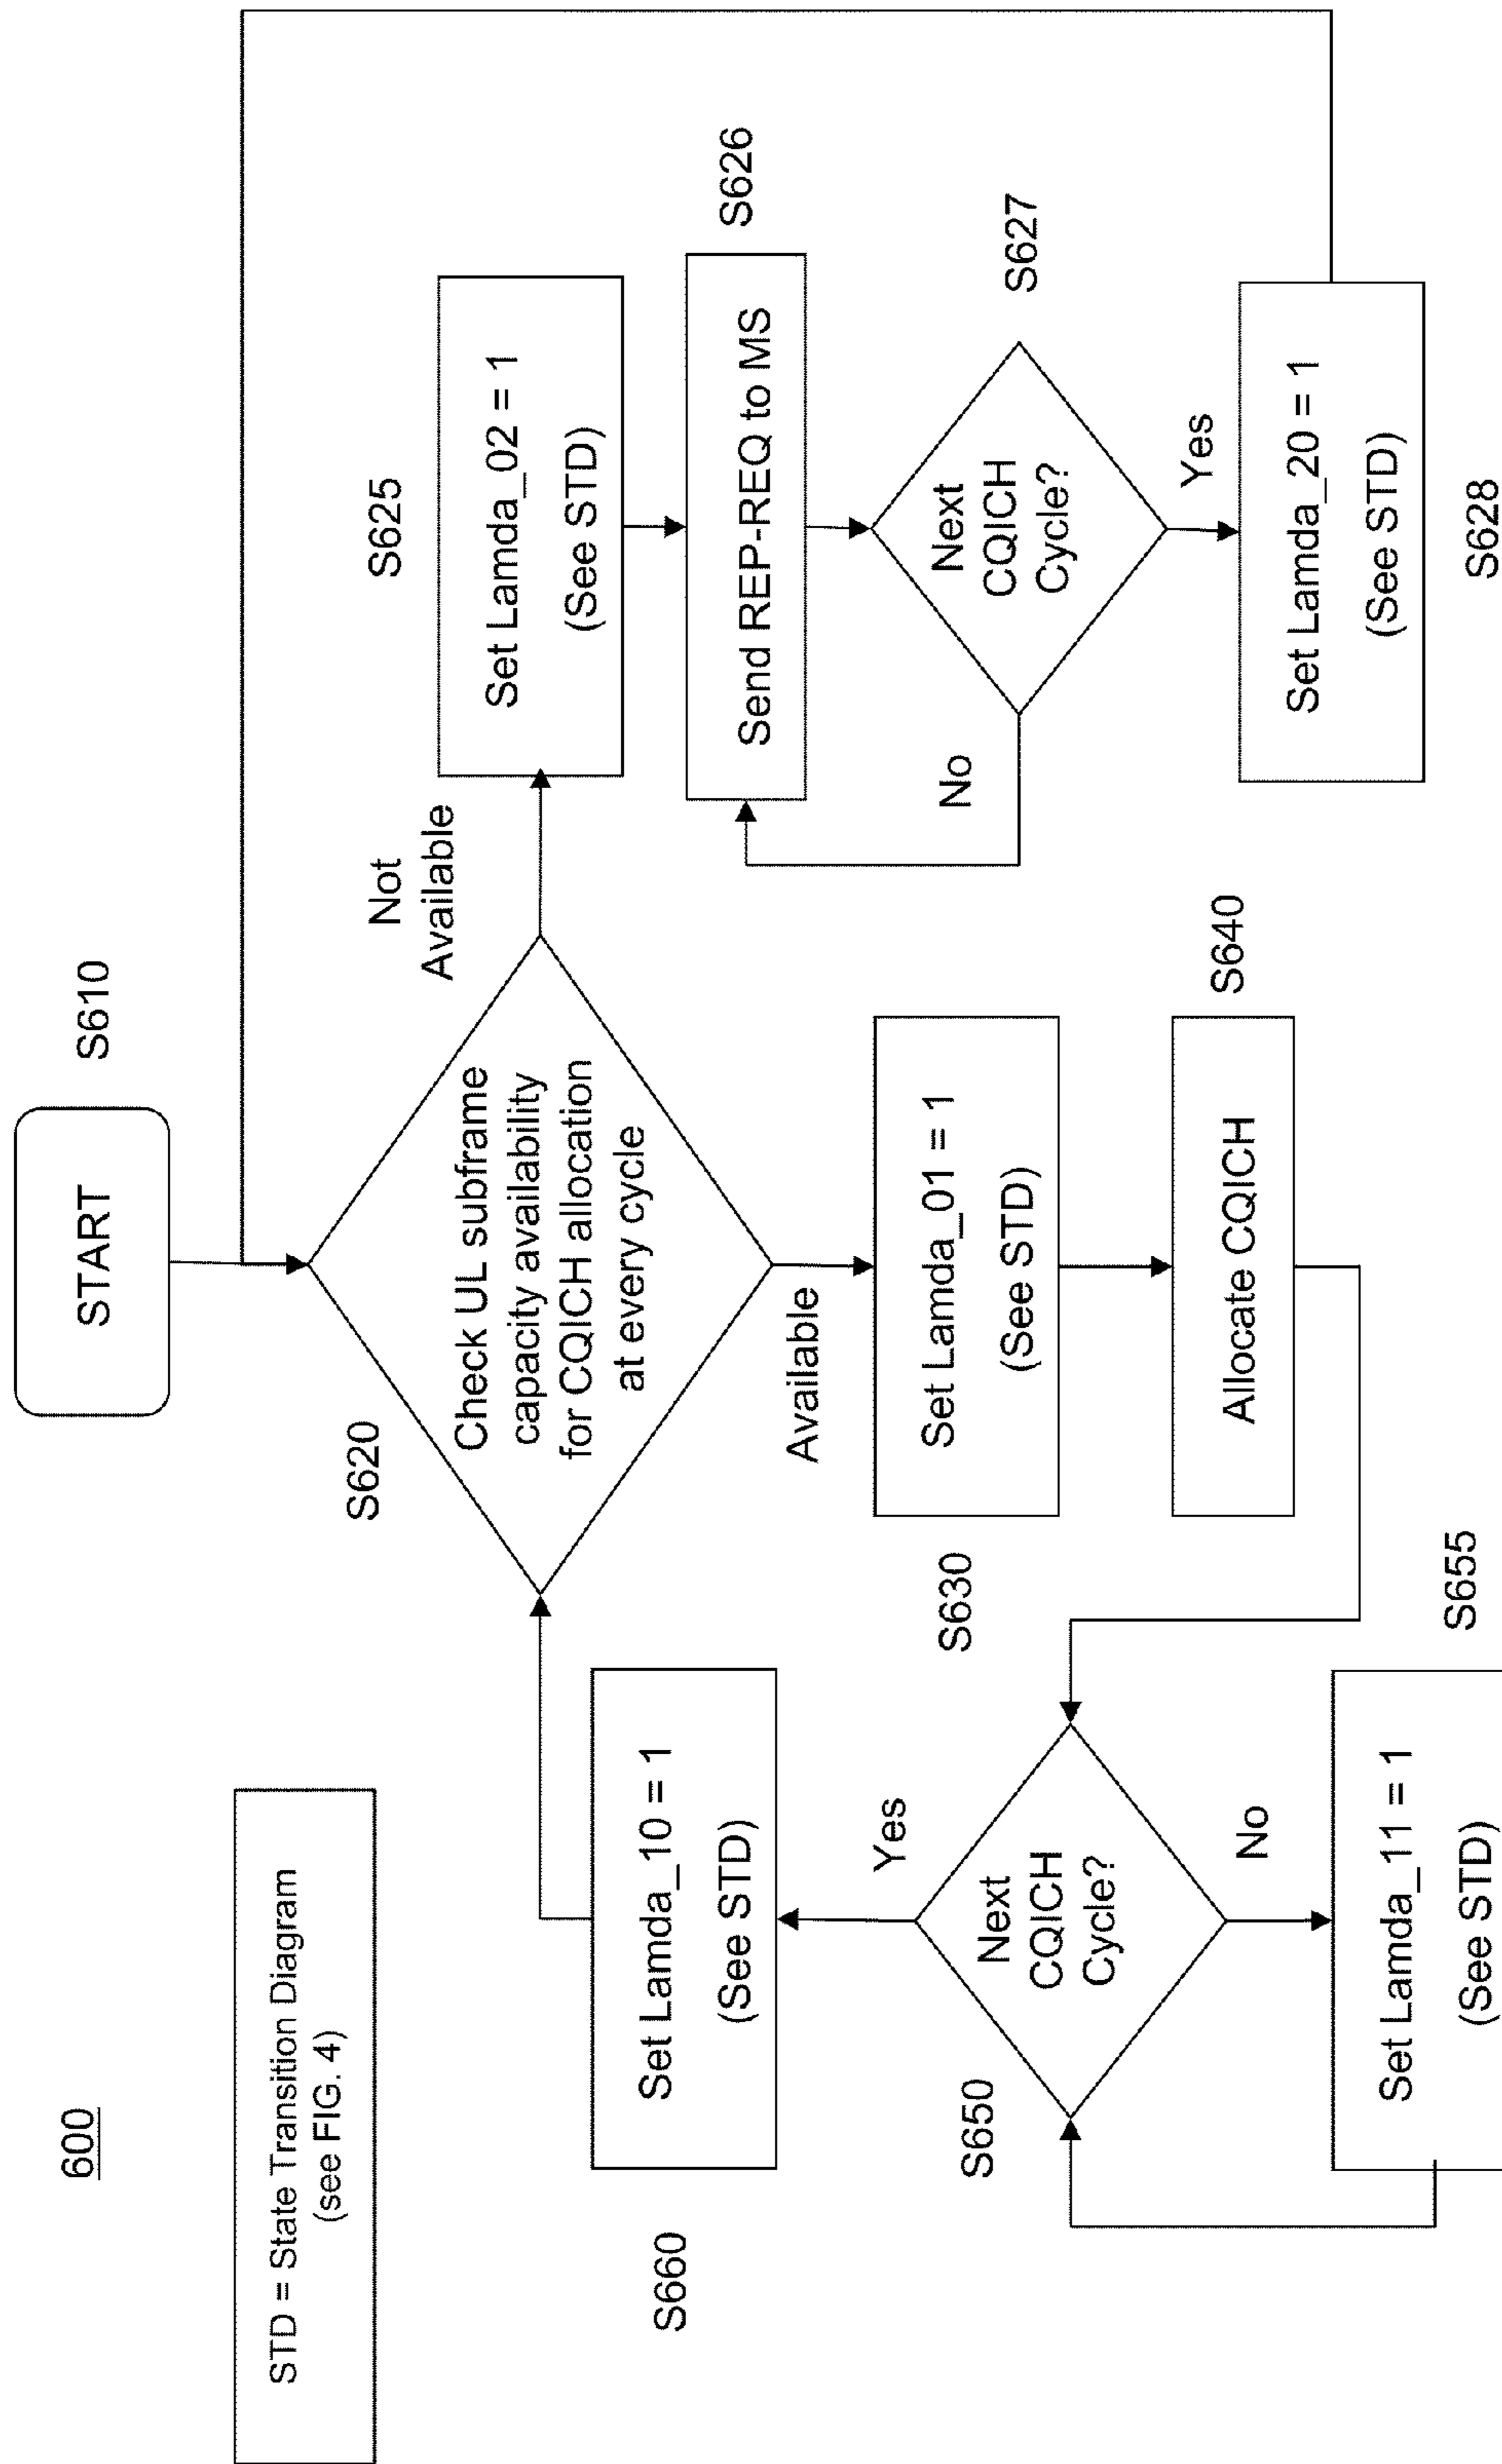 600
STD = State Transition Diagram
(see FIG. 4)
START
S610
S620
Check UL subframe
capacity availability
for CQICH allocation
at every cycle
Not
Available
S625
Set Lamda_02 = 1
(See STD)
Send REP-REQ to MS
S626
Next
CQICH
Cycle?
S627
No
Yes
Set Lamda_20 = 1
(See STD)
S628
Available
S630
Set Lamda_01 = 1
(See STD)
Allocate CQICH
S640
S660
Set Lamda_10 = 1
(See STD)
Yes
S650
Next
CQICH
Cycle?
No
Set Lamda_11 = 1
(See STD)
S655